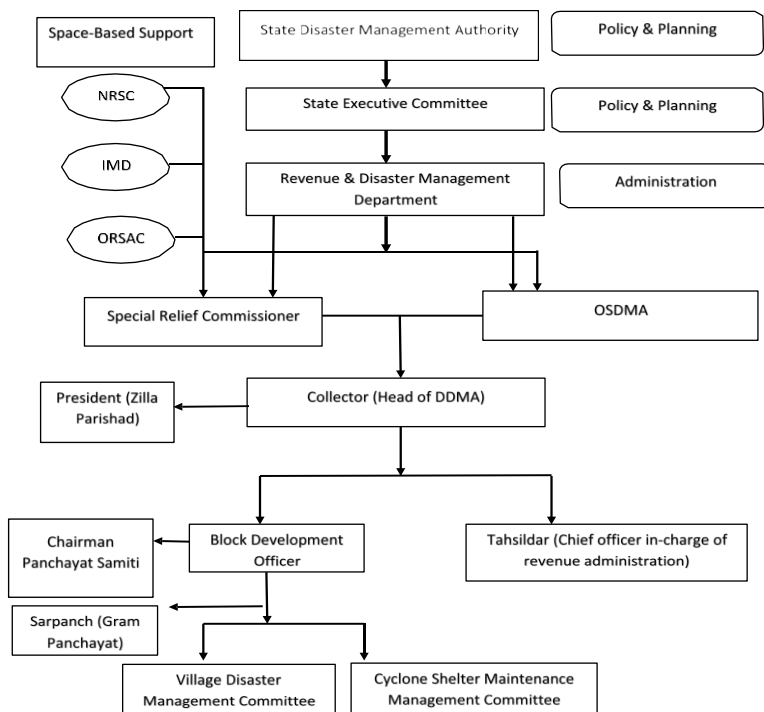 Space-Based Support
State Disaster Management Authority
Policy & Planning
NRSC
State Executive Committee
Policy & Planning
IMD
Revenue & Disaster Management
Department
Administration
ORSAC
Special Relief Commissioner
OSDMA
President (Zilla
Parishad)
Collector (Head of DDMA)
Chairman
Panchayat Samiti
Block Development
Officer
Tahsildar (Chief officer in-charge of
revenue administration)
Sarpanch (Gram
Panchayat)
Village Disaster
Management Committee
Cyclone Shelter Maintenance
Management Committee